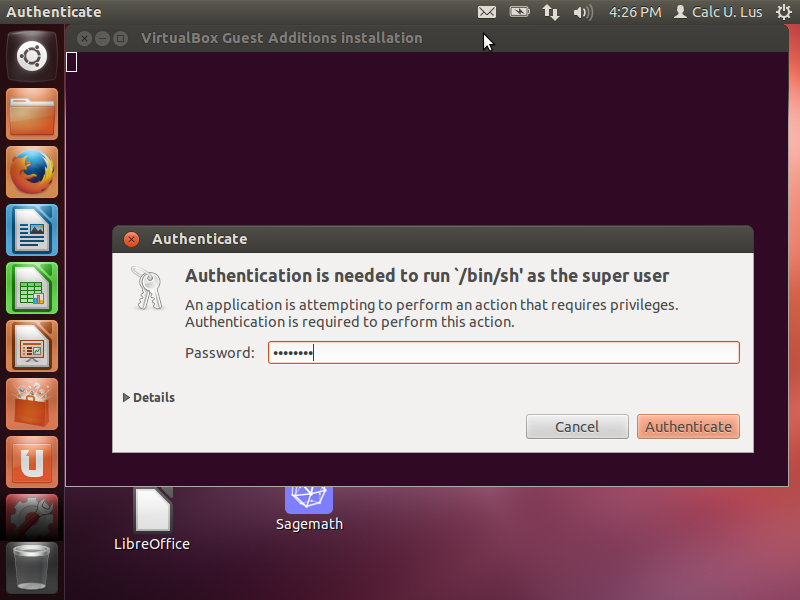 Authenticate
4:26 PM
Calc U. Lus
VirtualBox Guest Additions installation
Authenticate
Authentication is needed to run `/bin/sh' as the super user
An application is attempting to perform an action that requires privileges.
Authentication is required to perform this action.
Password: ••••••••
Details
Cancel
Authenticate
Sagemath
LibreOffice